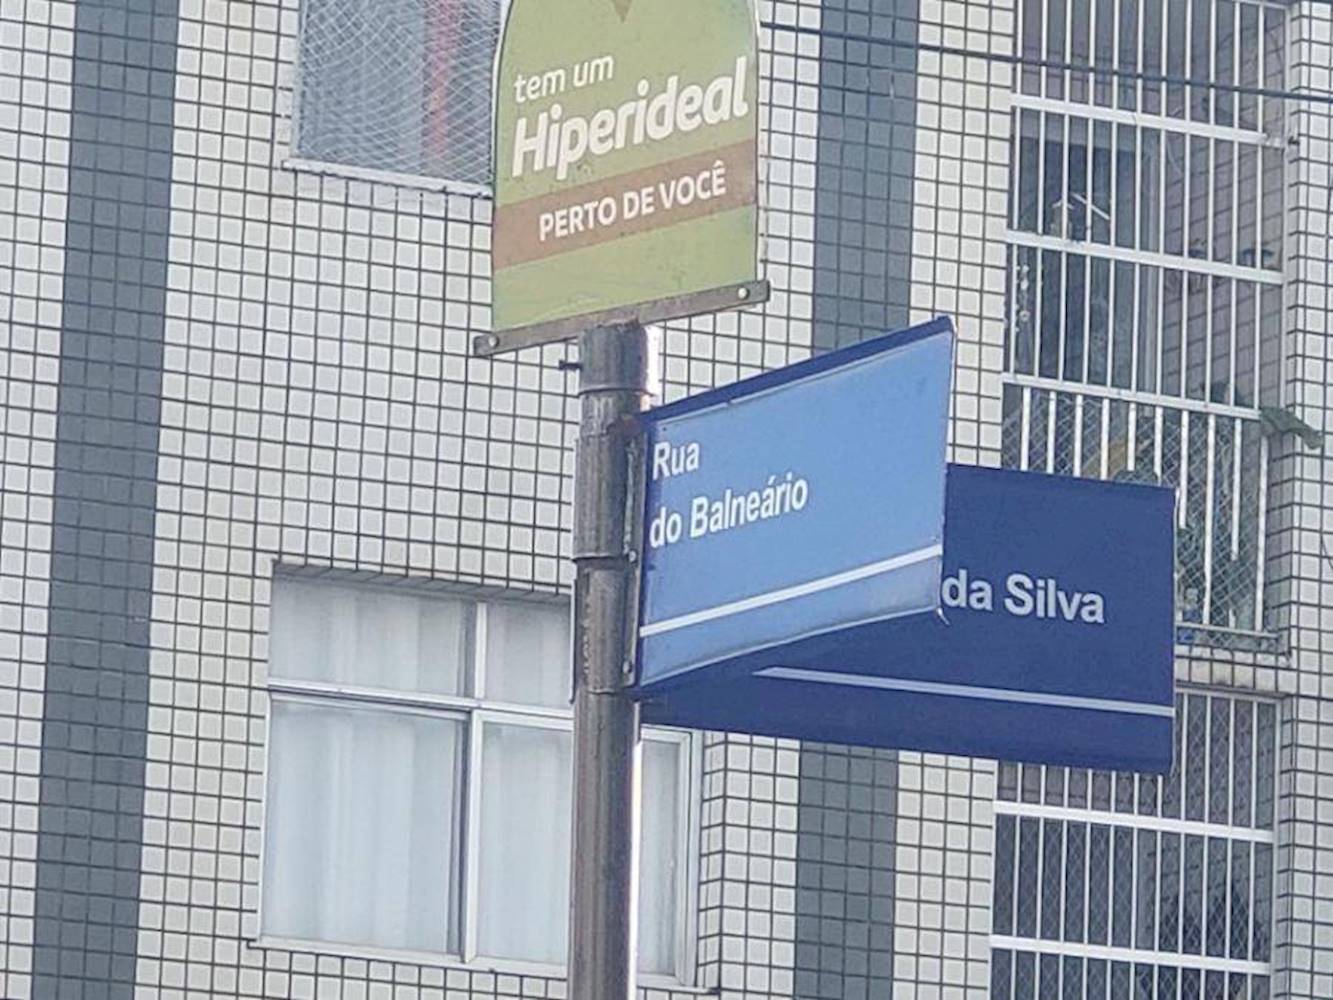 tem um
Hiperideal
PERTO DE VOCÊ
Rua
do Balneário
da Silva